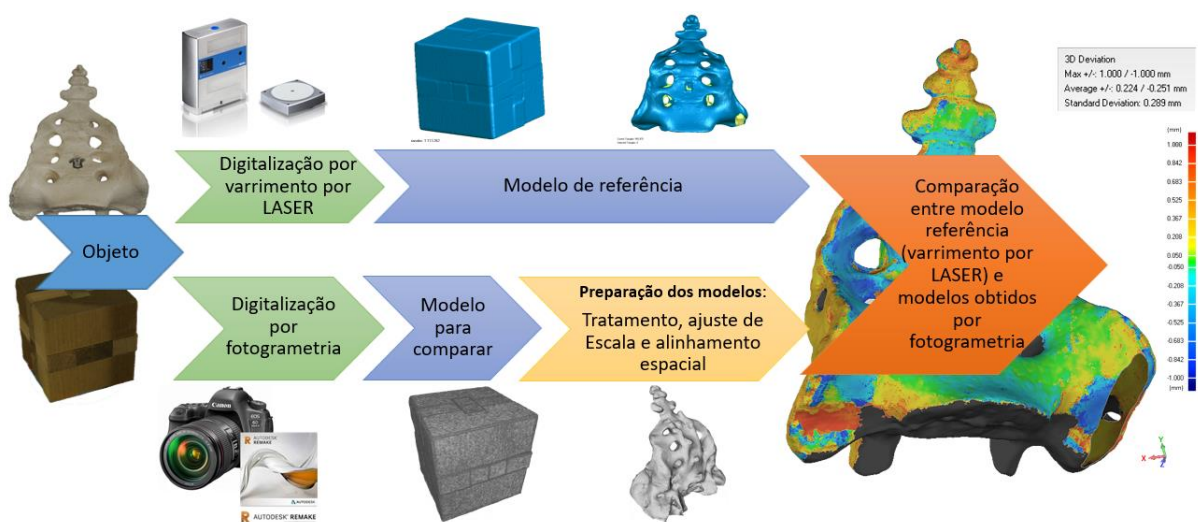 3D Deviation
Max +/-: 1.000 / -1.000 mm
Average +/-: 0.224 / -0.251 mm
Standard Deviation: 0.289 mm
Objeto
Digitalização por
varrimento por
LASER
Modelo de referência
Comparação
entre modelo
referência
(varrimento por
LASER) e
modelos obtidos
por
fotogrametria
Digitalização
por
fotogrametria
Modelo
para
comparar
Preparação dos modelos:
Tratamento, ajuste de
Escala e alinhamento
espacial
(mm)
1.000
0.842
0.683
0.525
0.367
0.208
0.050
-0.050
-0.208
-0.367
-0.525
-0.683
-0.842
-1.000
(mm)
Y
X
Z
Canon
EOS
6D
AUTODESK
REMAKE
AUTODESK
AUTODESK® REMAKE